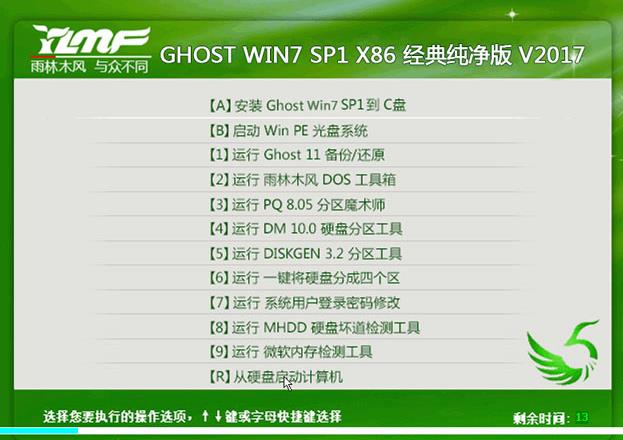 YLMF
雨林木风 与众不同
GHOST WIN7 SP1 X86 经典纯净版 V2017
【A】安装 Ghost Win7 SP1到 C盘
【B】启动 Win PE 光盘系统
【1】运行 Ghost 11 备份/还原
【2】运行 雨林木风 DOS 工具箱
【3】运行 PQ 8.05 分区魔术师
【4】运行 DM 10.0 硬盘分区工具
【5】运行 DISKGEN 3.2 分区工具
【6】运行 一键将硬盘分成四个区
【7】运行 系统用户登录密码修改
【8】运行 MHDD 硬盘坏道检测工具
【9】运行 微软内存检测工具
【R】从硬盘启动计算机
选择您要执行的操作选项，↑↓键或字母快捷键选择
剩余时间: 13